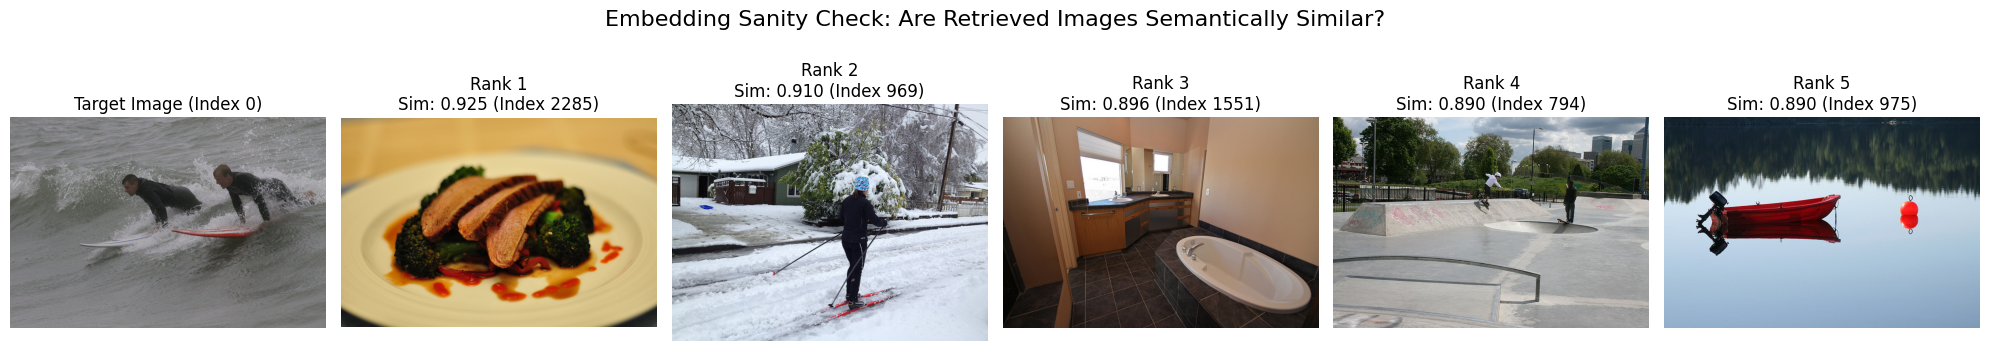 Embedding Sanity Check: Are Retrieved Images Semantically Similar?
Target Image (Index 0)
Rank 1
Sim: 0.925 (Index 2285)
Rank 2
Sim: 0.910 (Index 969)
Rank 3
Sim: 0.896 (Index 1551)
Rank 4
Sim: 0.890 (Index 794)
Rank 5
Sim: 0.890 (Index 975)